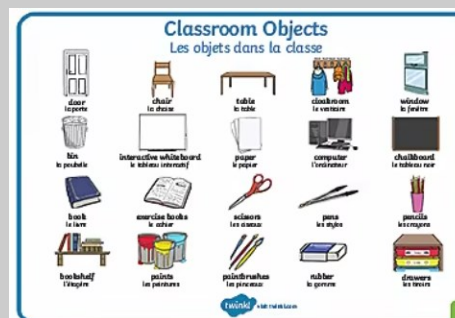 Classroom Objects
Les objets dans la classe
door
la porte
chair
la chaise
table
la table
cloakroom
le vestiaire
window
la fenêtre
bin
la poubelle
interactive whiteboard
le tableau interactif
paper
le papier
computer
l'ordinateur
chalkboard
le tableau noir
book
le livre
exercise books
le cahier
scissors
les ciseaux
pens
les stylos
pencils
les crayons
bookshelf
l'étagère
paints
les peintures
paintbrushes
les pinceaux
rubber
la gomme
drawers
les tiroirs
twinkl
visit twinkl.com